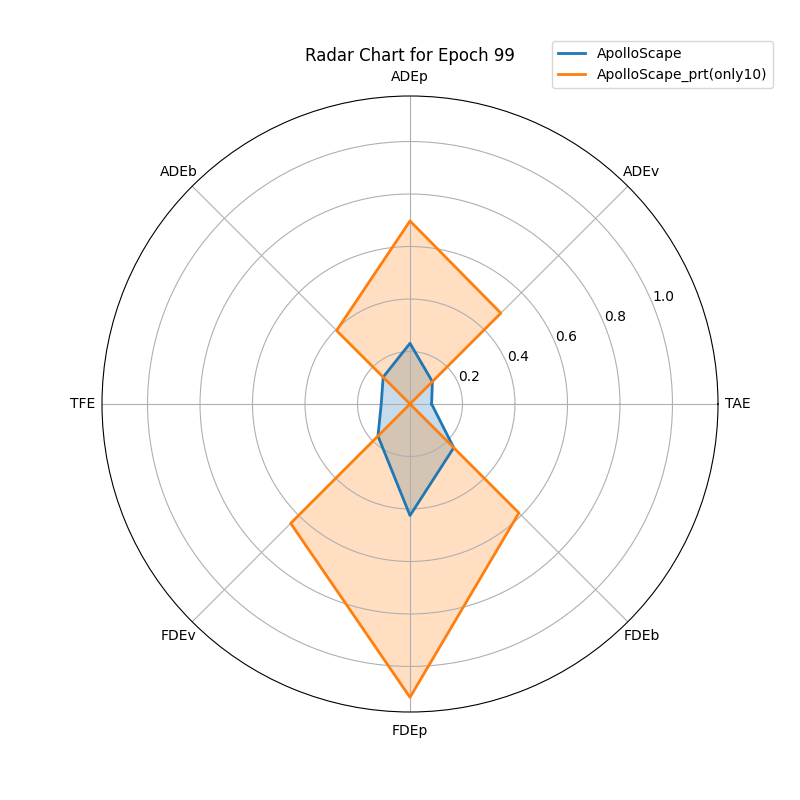 Radar Chart for Epoch 99
ApolloScape
ApolloScape_prt(only10)
ADEp
ADEb
ADEv
1.0
0.8
0.6
0.4
0.2
TFE
TAE
FDEv
FDEb
FDEp